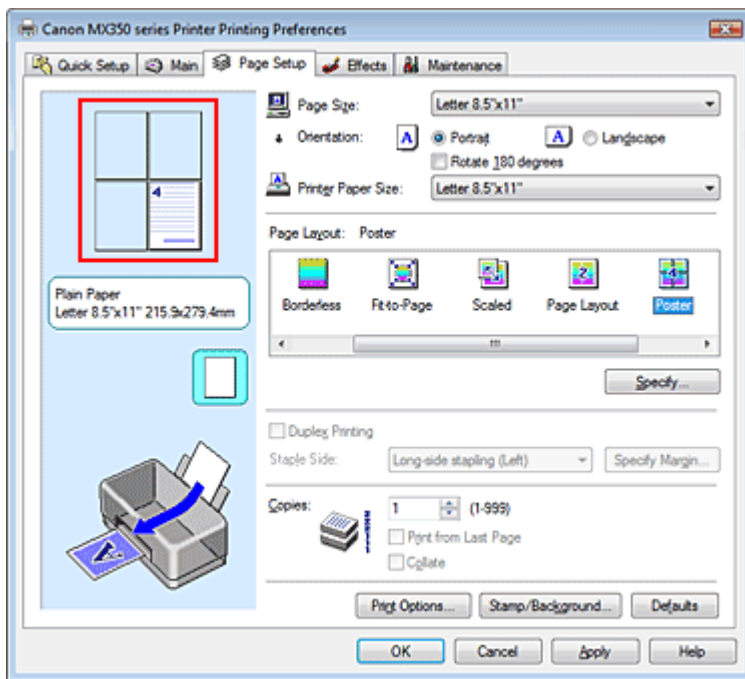 Canon MX350 series Printer Printing Preferences
Quick Setup Main Page Setup Effects Maintenance
Page Size: Letter 8.5"x11"
Orientation: A Portrait A Landscape
Rotate 180 degrees
Printer Paper Size: Letter 8.5"x11"
4
Page Layout: Poster
Plain Paper
Letter 8.5"x11" 215.9x279.4mm
Borderless Fit-to-Page Scaled Page Layout Poster
Specify...
Duplex Printing
Staple Side: Long-side stapling (Left) Specify Margin...
Copies: 1 (1-999)
Print from Last Page
Collate
A
Print Options... Stamp/Background... Defaults
OK Cancel Apply Help